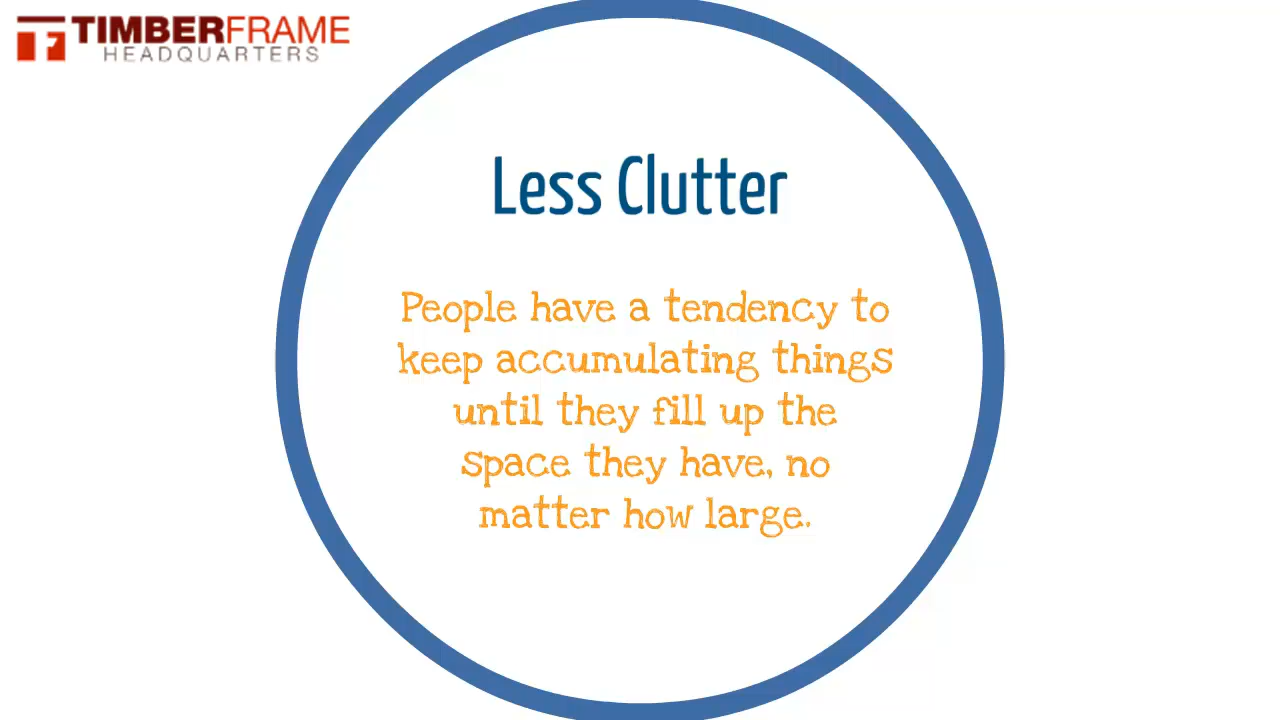 TIMBERFRAME
HEADQUARTERS
Less Clutter
People have a tendency to
keep accumulating things
until they fill up the
space they have, no
matter how large.